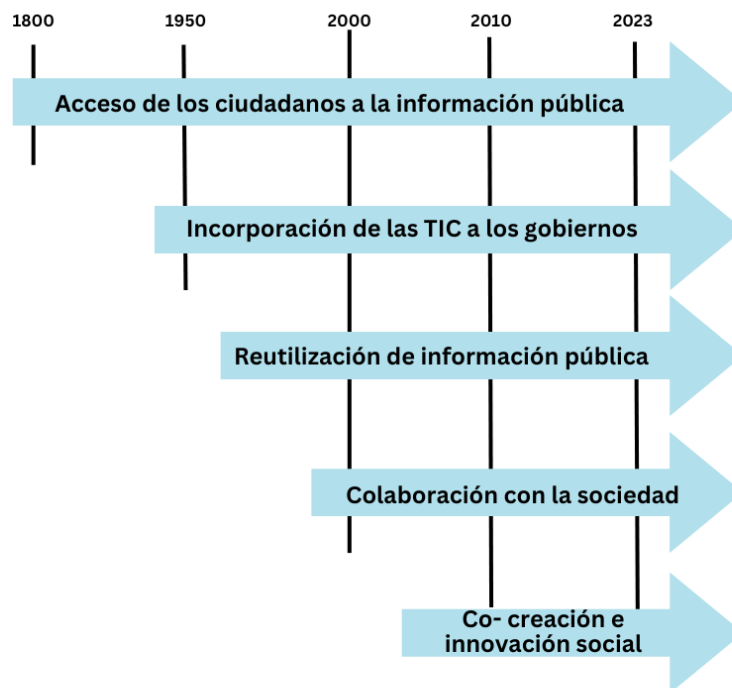 1800 1950 2000 2010 2023
Acceso de los ciudadanos a la información pública
Incorporación de las TIC a los gobiernos
Reutilización de información pública
Colaboración con la sociedad
Co- creación e
innovación social